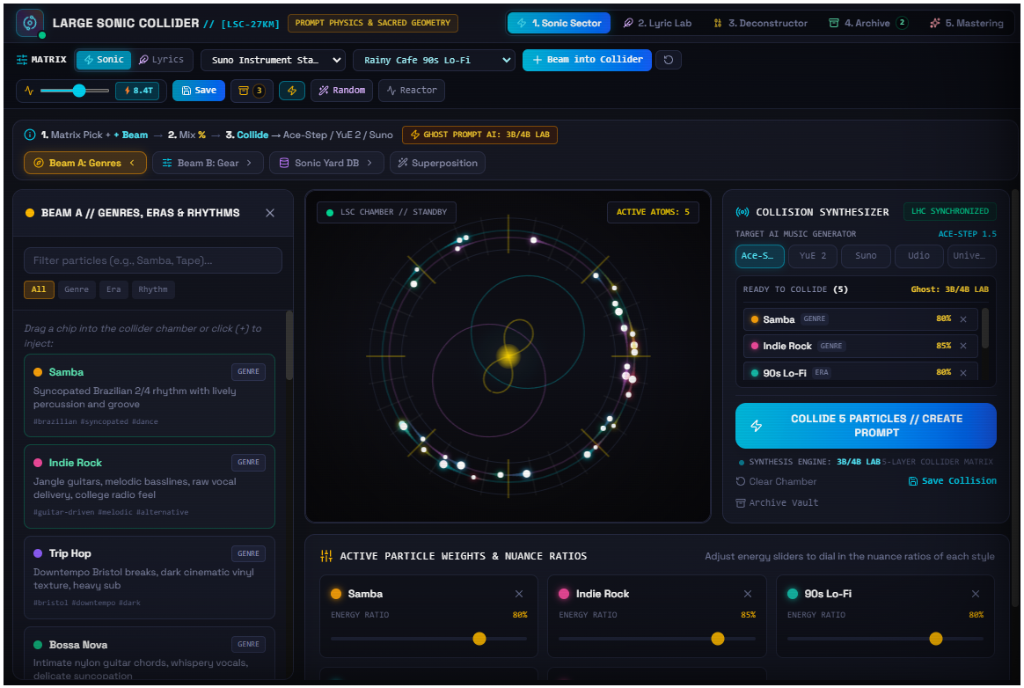 LARGE SONIC COLLIDER // [LSC-27KM] PROMPT PHYSICS & SACRED GEOMETRY 1. Sonic Sector 2. Lyric Lab 3. Deconstructor 4. Archive 2 5. Mastering
MATRIX Sonic Lyrics Suno Instrument Sta… Rainy Cafe 90s Lo-Fi + Beam into Collider
8.4T Save 3 Random Reactor
1. Matrix Pick + + Beam → 2. Mix % → 3. Collide → Ace-Step / YuE 2 / Suno GHOST PROMPT AI: 3B/4B LAB
Beam A: Genres Beam B: Gear Sonic Yard DB Superposition
BEAM A // GENRES, ERAS & RHYTHMS
Filter particles (e.g., Samba, Tape)...
All Genre Era Rhythm
Drag a chip into the collider chamber or click (+) to
inject:
Samba GENRE
Syncopated Brazilian 2/4 rhythm with lively
percussion and groove
#brazilian #syncopated #dance
Indie Rock GENRE
Jangle guitars, melodic basslines, raw vocal
delivery, college radio feel
#guitar-driven #melodic #alternative
Trip Hop GENRE
Downtempo Bristol breaks, dark cinematic vinyl
texture, heavy sub
#bristol #downtempo #dark
Bossa Nova GENRE
Intimate nylon guitar chords, whispery vocals,
delicate syncopation
LSC CHAMBER // STANDBY ACTIVE ATOMS: 5
COLLISION SYNTHESIZER LHC SYNCHRONIZED
TARGET AI MUSIC GENERATOR ACE-STEP 1.5
Ace-S… YuE 2 Suno Udio Unive…
READY TO COLLIDE (5) Ghost: 3B/4B LAB
Samba GENRE 80%
Indie Rock GENRE 85%
90s Lo-Fi ERA 80%
COLLIDE 5 PARTICLES // CREATE
PROMPT
SYNTHESIS ENGINE: 3B/4B LAB 5-LAYER COLLIDER MATRIX
Clear Chamber Save Collision
Archive Vault
ACTIVE PARTICLE WEIGHTS & NUANCE RATIOS Adjust energy sliders to dial in the nuance ratios of each style
Samba Indie Rock 90s Lo-Fi
ENERGY RATIO 80% ENERGY RATIO 85% ENERGY RATIO 80%